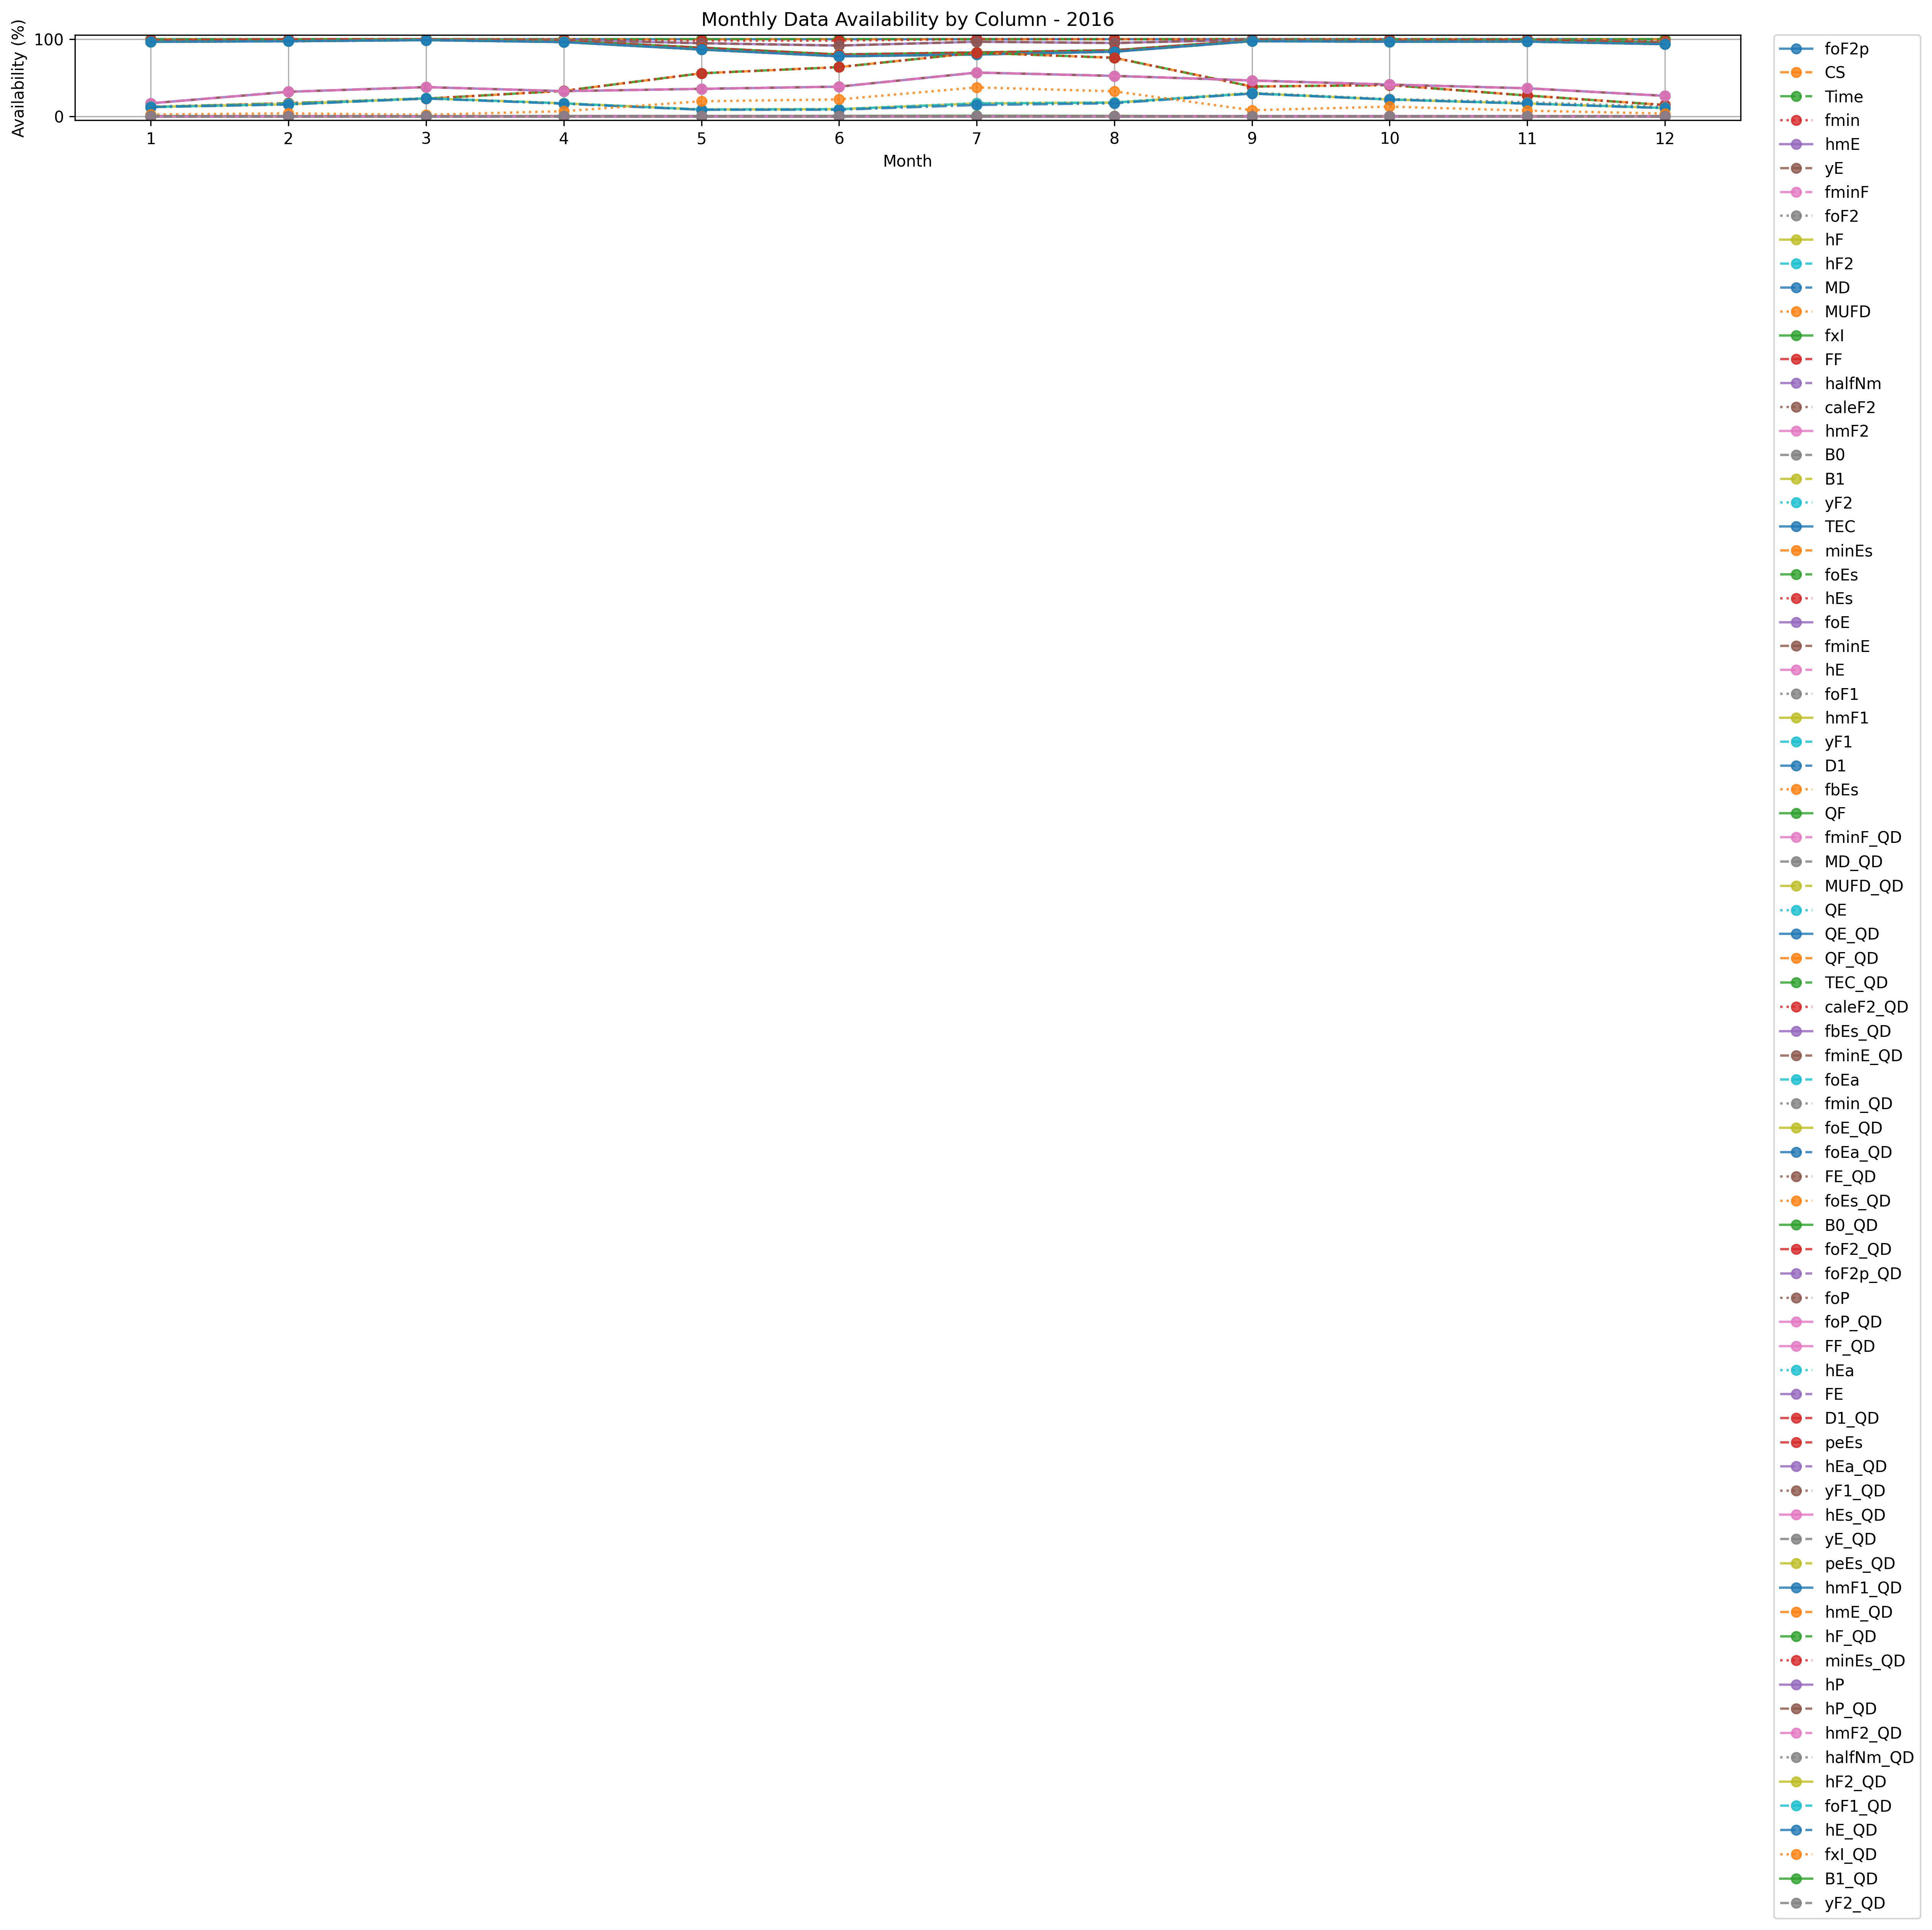 Monthly Data Availability by Column - 2016
Availability (%)
100
0
1 2 3 4 5 6 7 8 9 10 11 12
Month
foF2p
CS
Time
fmin
hmE
yE
fminF
foF2
hF
hF2
MD
MUFD
fxI
FF
halfNm
caleF2
hmF2
B0
B1
yF2
TEC
minEs
foEs
hEs
foE
fminE
hE
foF1
hmF1
yF1
D1
fbEs
QF
fminF_QD
MD_QD
MUFD_QD
QE
QE_QD
QF_QD
TEC_QD
caleF2_QD
fbEs_QD
fminE_QD
foEa
fmin_QD
foE_QD
foEa_QD
FE_QD
foEs_QD
B0_QD
foF2_QD
foF2p_QD
foP
foP_QD
FF_QD
hEa
FE
D1_QD
peEs
hEa_QD
yF1_QD
hEs_QD
yE_QD
peEs_QD
hmF1_QD
hmE_QD
hF_QD
minEs_QD
hP
hP_QD
hmF2_QD
halfNm_QD
hF2_QD
foF1_QD
hE_QD
fxI_QD
B1_QD
yF2_QD